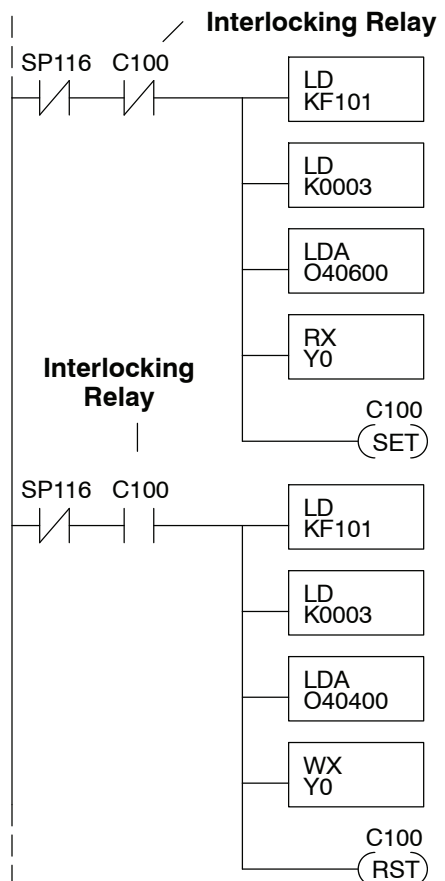 Interlocking Relay
SP116 C100
LD
KF101
LD
K0003
LDA
O40600
RX
Y0
Interlocking
Relay
C100
SET
SP116 C100
LD
KF101
LD
K0003
LDA
O40400
WX
Y0
C100
RST